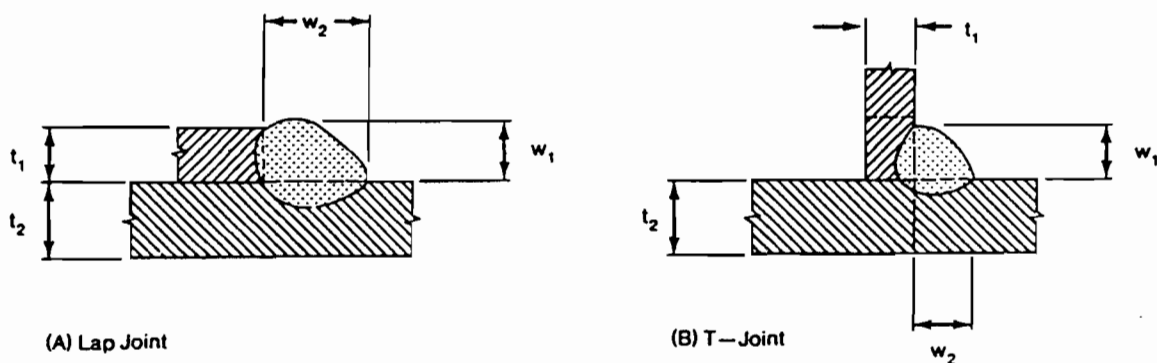 w₂
t₁
w₁
t₂
(A) Lap Joint
t₁
w₁
t₂
w₂
(B) T—Joint